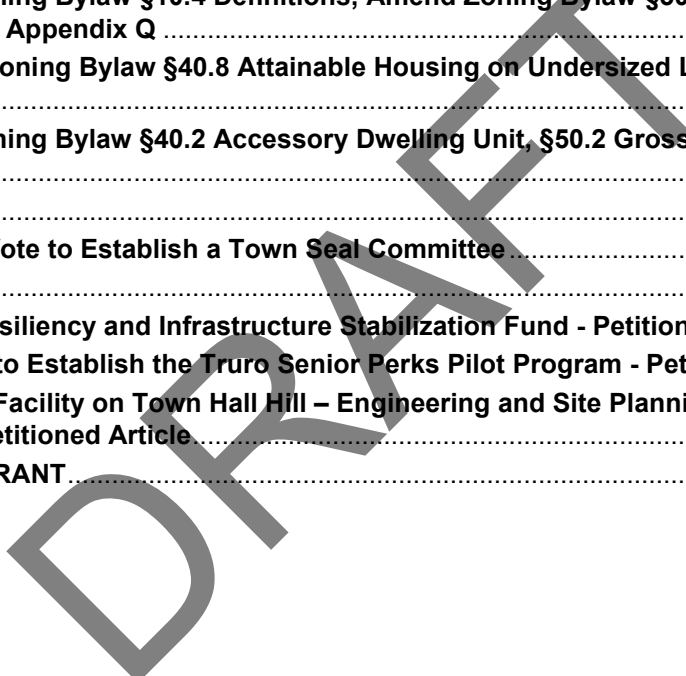 ning Bylaw §10.4 Definitions; Amend Zoning Bylaw §30
Appendix Q ........................................
oning Bylaw §40.8 Attainable Housing on Undersized L
........................................
ning Bylaw §40.2 Accessory Dwelling Unit, §50.2 Gross
........................................
........................................
ote to Establish a Town Seal Committee ....................
........................................
siliency and Infrastructure Stabilization Fund - Petition
to Establish the Truro Senior Perks Pilot Program - Pet
Facility on Town Hall Hill – Engineering and Site Planni
etitioned Article ........................................
RANT ........................................
DRAFT